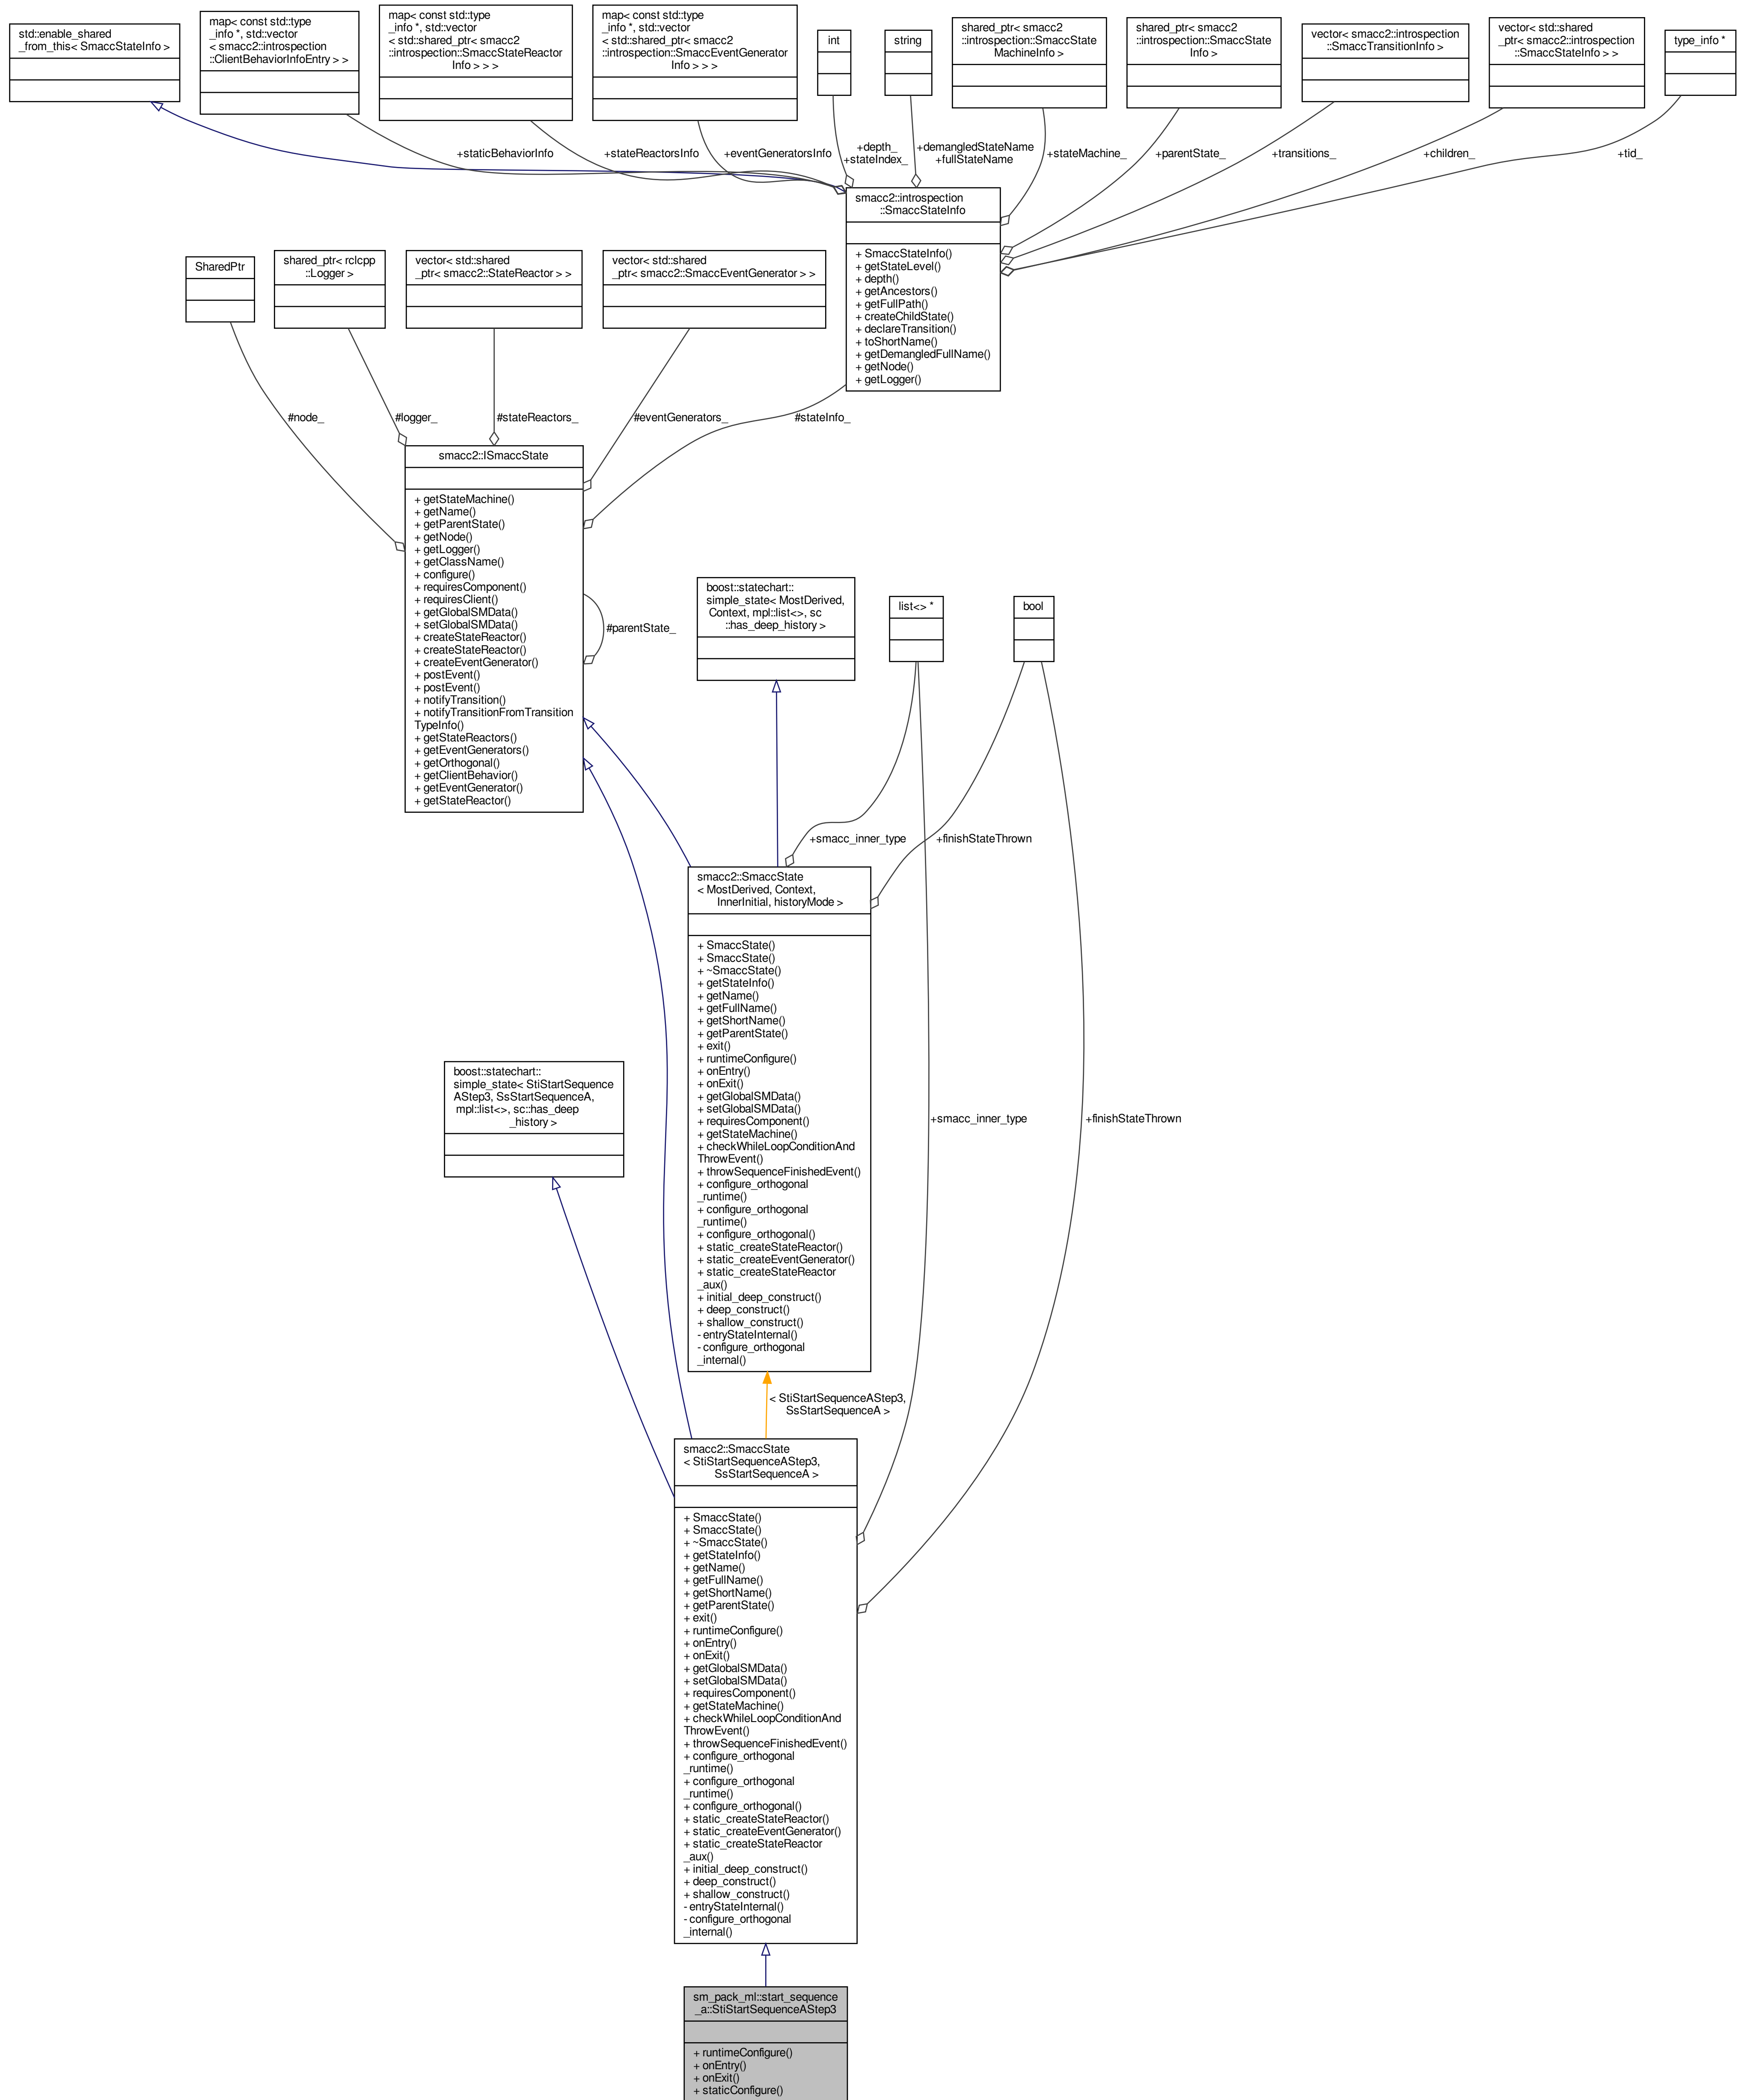 std::enable_shared
_from_this< SmaccStateInfo >
map< const std::type
_info *, std::vector
< smacc2::introspection
::ClientBehaviorInfoEntry > >
map< const std::type
_info *, std::vector
< std::shared_ptr< smacc2
::introspection::SmaccStateReactor
Info > > >
map< const std::type
_info *, std::vector
< std::shared_ptr< smacc2
::introspection::SmaccEventGenerator
Info > > >
int
string
shared_ptr< smacc2
::introspection::SmaccState
MachineInfo >
shared_ptr< smacc2
::introspection::SmaccState
Info >
vector< smacc2::introspection
::SmaccTransitionInfo >
vector< std::shared
_ptr< smacc2::introspection
::SmaccStateInfo > >
type_info *
+staticBehaviorInfo
+stateReactorsInfo
+eventGeneratorsInfo
+depth_
+stateIndex_
+demangledStateName
+fullStateName
+stateMachine_
+parentState_
+transitions_
+children_
+tid_
smacc2::introspection
::SmaccStateInfo
+ SmaccStateInfo()
+ getStateLevel()
+ depth()
+ getAncestors()
+ getFullPath()
+ createChildState()
+ declareTransition()
+ toShortName()
+ getDemangledFullName()
+ getNode()
+ getLogger()
SharedPtr
shared_ptr< rclcpp
::Logger >
vector< std::shared
_ptr< smacc2::StateReactor > >
vector< std::shared
_ptr< smacc2::SmaccEventGenerator > >
#node_
#logger_
#stateReactors_
#eventGenerators_
#stateInfo_
smacc2::ISmaccState
+ getStateMachine()
+ getName()
+ getParentState()
+ getNode()
+ getLogger()
+ getClassName()
+ configure()
+ requiresComponent()
+ requiresClient()
+ getGlobalSMData()
+ setGlobalSMData()
+ createStateReactor()
+ createStateReactor()
+ createEventGenerator()
+ postEvent()
+ postEvent()
+ notifyTransition()
+ notifyTransitionFromTransition
TypeInfo()
+ getStateReactors()
+ getEventGenerators()
+ getOrthogonal()
+ getClientBehavior()
+ getEventGenerator()
+ getStateReactor()
#parentState_
boost::statechart::
simple_state< MostDerived,
Context, mpl::list<>, sc
::has_deep_history >
list<> *
bool
+smacc_inner_type
+finishStateThrown
smacc2::SmaccState
< MostDerived, Context,
InnerInitial, historyMode >
+ SmaccState()
+ SmaccState()
+ ~SmaccState()
+ getStateInfo()
+ getName()
+ getFullName()
+ getShortName()
+ getParentState()
+ exit()
+ runtimeConfigure()
+ onEntry()
+ onExit()
+ getGlobalSMData()
+ setGlobalSMData()
+ requiresComponent()
+ getStateMachine()
+ checkWhileLoopConditionAnd
ThrowEvent()
+ throwSequenceFinishedEvent()
+ configure_orthogonal
_runtime()
+ configure_orthogonal
_runtime()
+ configure_orthogonal()
+ static_createStateReactor()
+ static_createEventGenerator()
+ static_createStateReactor
_aux()
+ initial_deep_construct()
+ deep_construct()
+ shallow_construct()
- entryStateInternal()
- configure_orthogonal
_internal()
boost::statechart::
simple_state< StiStartSequence
AStep3, SsStartSequenceA,
mpl::list<>, sc::has_deep
_history >
+smacc_inner_type
+finishStateThrown
< StiStartSequenceAStep3,
SsStartSequenceA >
smacc2::SmaccState
< StiStartSequenceAStep3,
SsStartSequenceA >
+ SmaccState()
+ SmaccState()
+ ~SmaccState()
+ getStateInfo()
+ getName()
+ getFullName()
+ getShortName()
+ getParentState()
+ exit()
+ runtimeConfigure()
+ onEntry()
+ onExit()
+ getGlobalSMData()
+ setGlobalSMData()
+ requiresComponent()
+ getStateMachine()
+ checkWhileLoopConditionAnd
ThrowEvent()
+ throwSequenceFinishedEvent()
+ configure_orthogonal
_runtime()
+ configure_orthogonal
_runtime()
+ configure_orthogonal()
+ static_createStateReactor()
+ static_createEventGenerator()
+ static_createStateReactor
_aux()
+ initial_deep_construct()
+ deep_construct()
+ shallow_construct()
- entryStateInternal()
- configure_orthogonal
_internal()
sm_pack_ml::start_sequence
_a::StiStartSequenceAStep3
+ runtimeConfigure()
+ onEntry()
+ onExit()
+ staticConfigure()